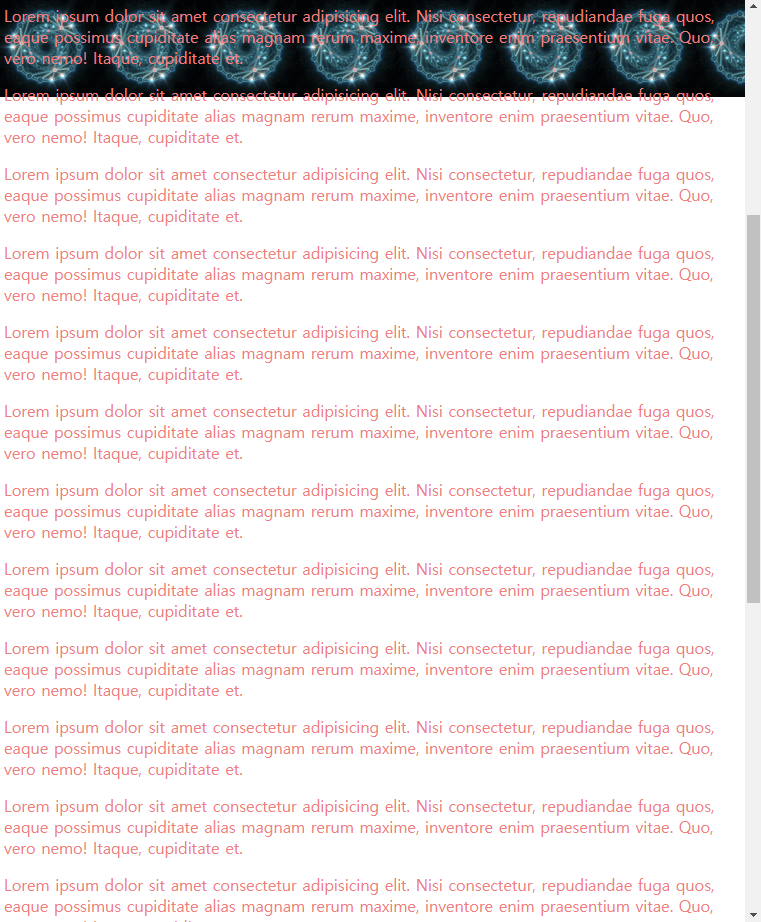 Lorem ipsum dolor sit amet consectetur adipisicing elit. Nisi consectetur, repudiandae fuga quos,
eaque possimus cupiditate alias magnam rerum maxime, inventore enim praesentium vitae. Quo,
vero nemo! Itaque, cupiditate et.
Lorem ipsum dolor sit amet consectetur adipisicing elit. Nisi consectetur, repudiandae fuga quos,
eaque possimus cupiditate alias magnam rerum maxime, inventore enim praesentium vitae. Quo,
vero nemo! Itaque, cupiditate et.
Lorem ipsum dolor sit amet consectetur adipisicing elit. Nisi consectetur, repudiandae fuga quos,
eaque possimus cupiditate alias magnam rerum maxime, inventore enim praesentium vitae. Quo,
vero nemo! Itaque, cupiditate et.
Lorem ipsum dolor sit amet consectetur adipisicing elit. Nisi consectetur, repudiandae fuga quos,
eaque possimus cupiditate alias magnam rerum maxime, inventore enim praesentium vitae. Quo,
vero nemo! Itaque, cupiditate et.
Lorem ipsum dolor sit amet consectetur adipisicing elit. Nisi consectetur, repudiandae fuga quos,
eaque possimus cupiditate alias magnam rerum maxime, inventore enim praesentium vitae. Quo,
vero nemo! Itaque, cupiditate et.
Lorem ipsum dolor sit amet consectetur adipisicing elit. Nisi consectetur, repudiandae fuga quos,
eaque possimus cupiditate alias magnam rerum maxime, inventore enim praesentium vitae. Quo,
vero nemo! Itaque, cupiditate et.
Lorem ipsum dolor sit amet consectetur adipisicing elit. Nisi consectetur, repudiandae fuga quos,
eaque possimus cupiditate alias magnam rerum maxime, inventore enim praesentium vitae. Quo,
vero nemo! Itaque, cupiditate et.
Lorem ipsum dolor sit amet consectetur adipisicing elit. Nisi consectetur, repudiandae fuga quos,
eaque possimus cupiditate alias magnam rerum maxime, inventore enim praesentium vitae. Quo,
vero nemo! Itaque, cupiditate et.
Lorem ipsum dolor sit amet consectetur adipisicing elit. Nisi consectetur, repudiandae fuga quos,
eaque possimus cupiditate alias magnam rerum maxime, inventore enim praesentium vitae. Quo,
vero nemo! Itaque, cupiditate et.
Lorem ipsum dolor sit amet consectetur adipisicing elit. Nisi consectetur, repudiandae fuga quos,
eaque possimus cupiditate alias magnam rerum maxime, inventore enim praesentium vitae. Quo,
vero nemo! Itaque, cupiditate et.
Lorem ipsum dolor sit amet consectetur adipisicing elit. Nisi consectetur, repudiandae fuga quos,
eaque possimus cupiditate alias magnam rerum maxime, inventore enim praesentium vitae. Quo,
vero nemo! Itaque, cupiditate et.
Lorem ipsum dolor sit amet consectetur adipisicing elit. Nisi consectetur, repudiandae fuga quos,
eaque possimus cupiditate alias magnam rerum maxime, inventore enim praesentium vitae. Quo,